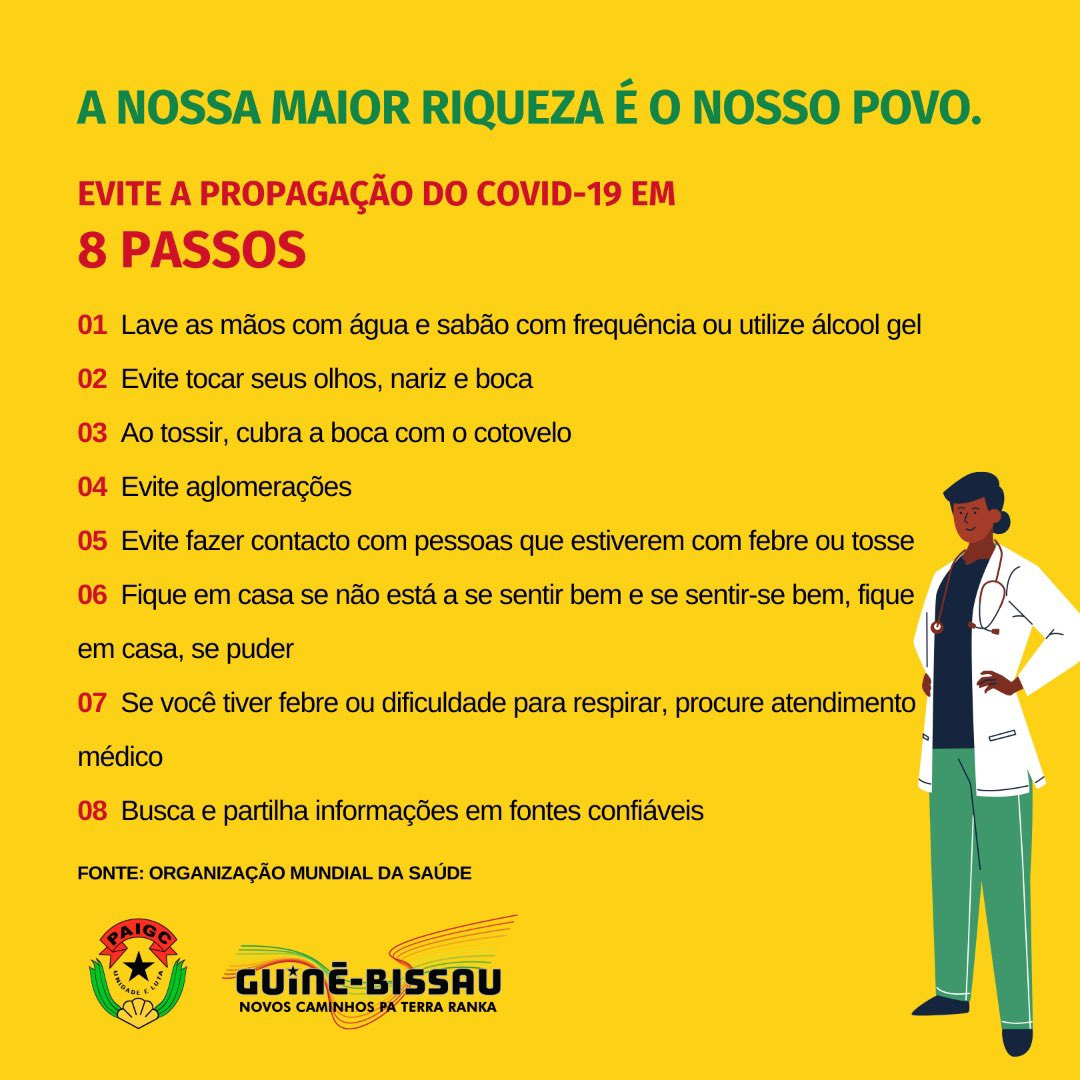 A NOSSA MAIOR RIQUEZA É O NOSSO POVO.
EVITE A PROPAGAÇÃO DO COVID-19 EM
8 PASSOS
01 Lave as mãos com água e sabão com frequência ou utilize álcool gel
02 Evite tocar seus olhos, nariz e boca
03 Ao tossir, cubra a boca com o cotovelo
04 Evite aglomerações
05 Evite fazer contacto com pessoas que estiverem com febre ou tosse
06 Fique em casa se não está a se sentir bem e se sentir-se bem, fique
em casa, se puder
07 Se você tiver febre ou dificuldade para respirar, procure atendimento
médico
08 Busca e partilha informações em fontes confiáveis
FONTE: ORGANIZAÇÃO MUNDIAL DA SAÚDE
PAIGC
UNIDADE E LUTA
GUINÉ-BISSAU
NOVOS CAMINHOS PA TERRA RANKA